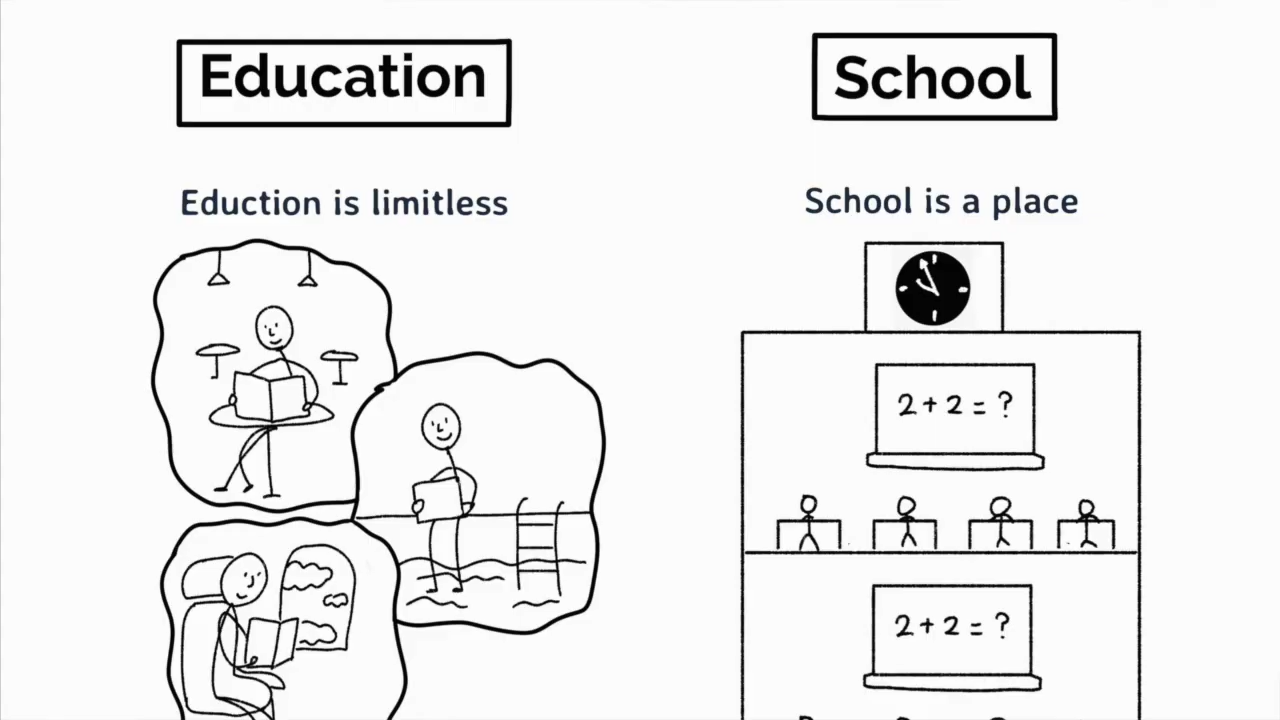 Education
Eduction is limitless
School
School is a place
2 + 2 = ?
2 + 2 = ?